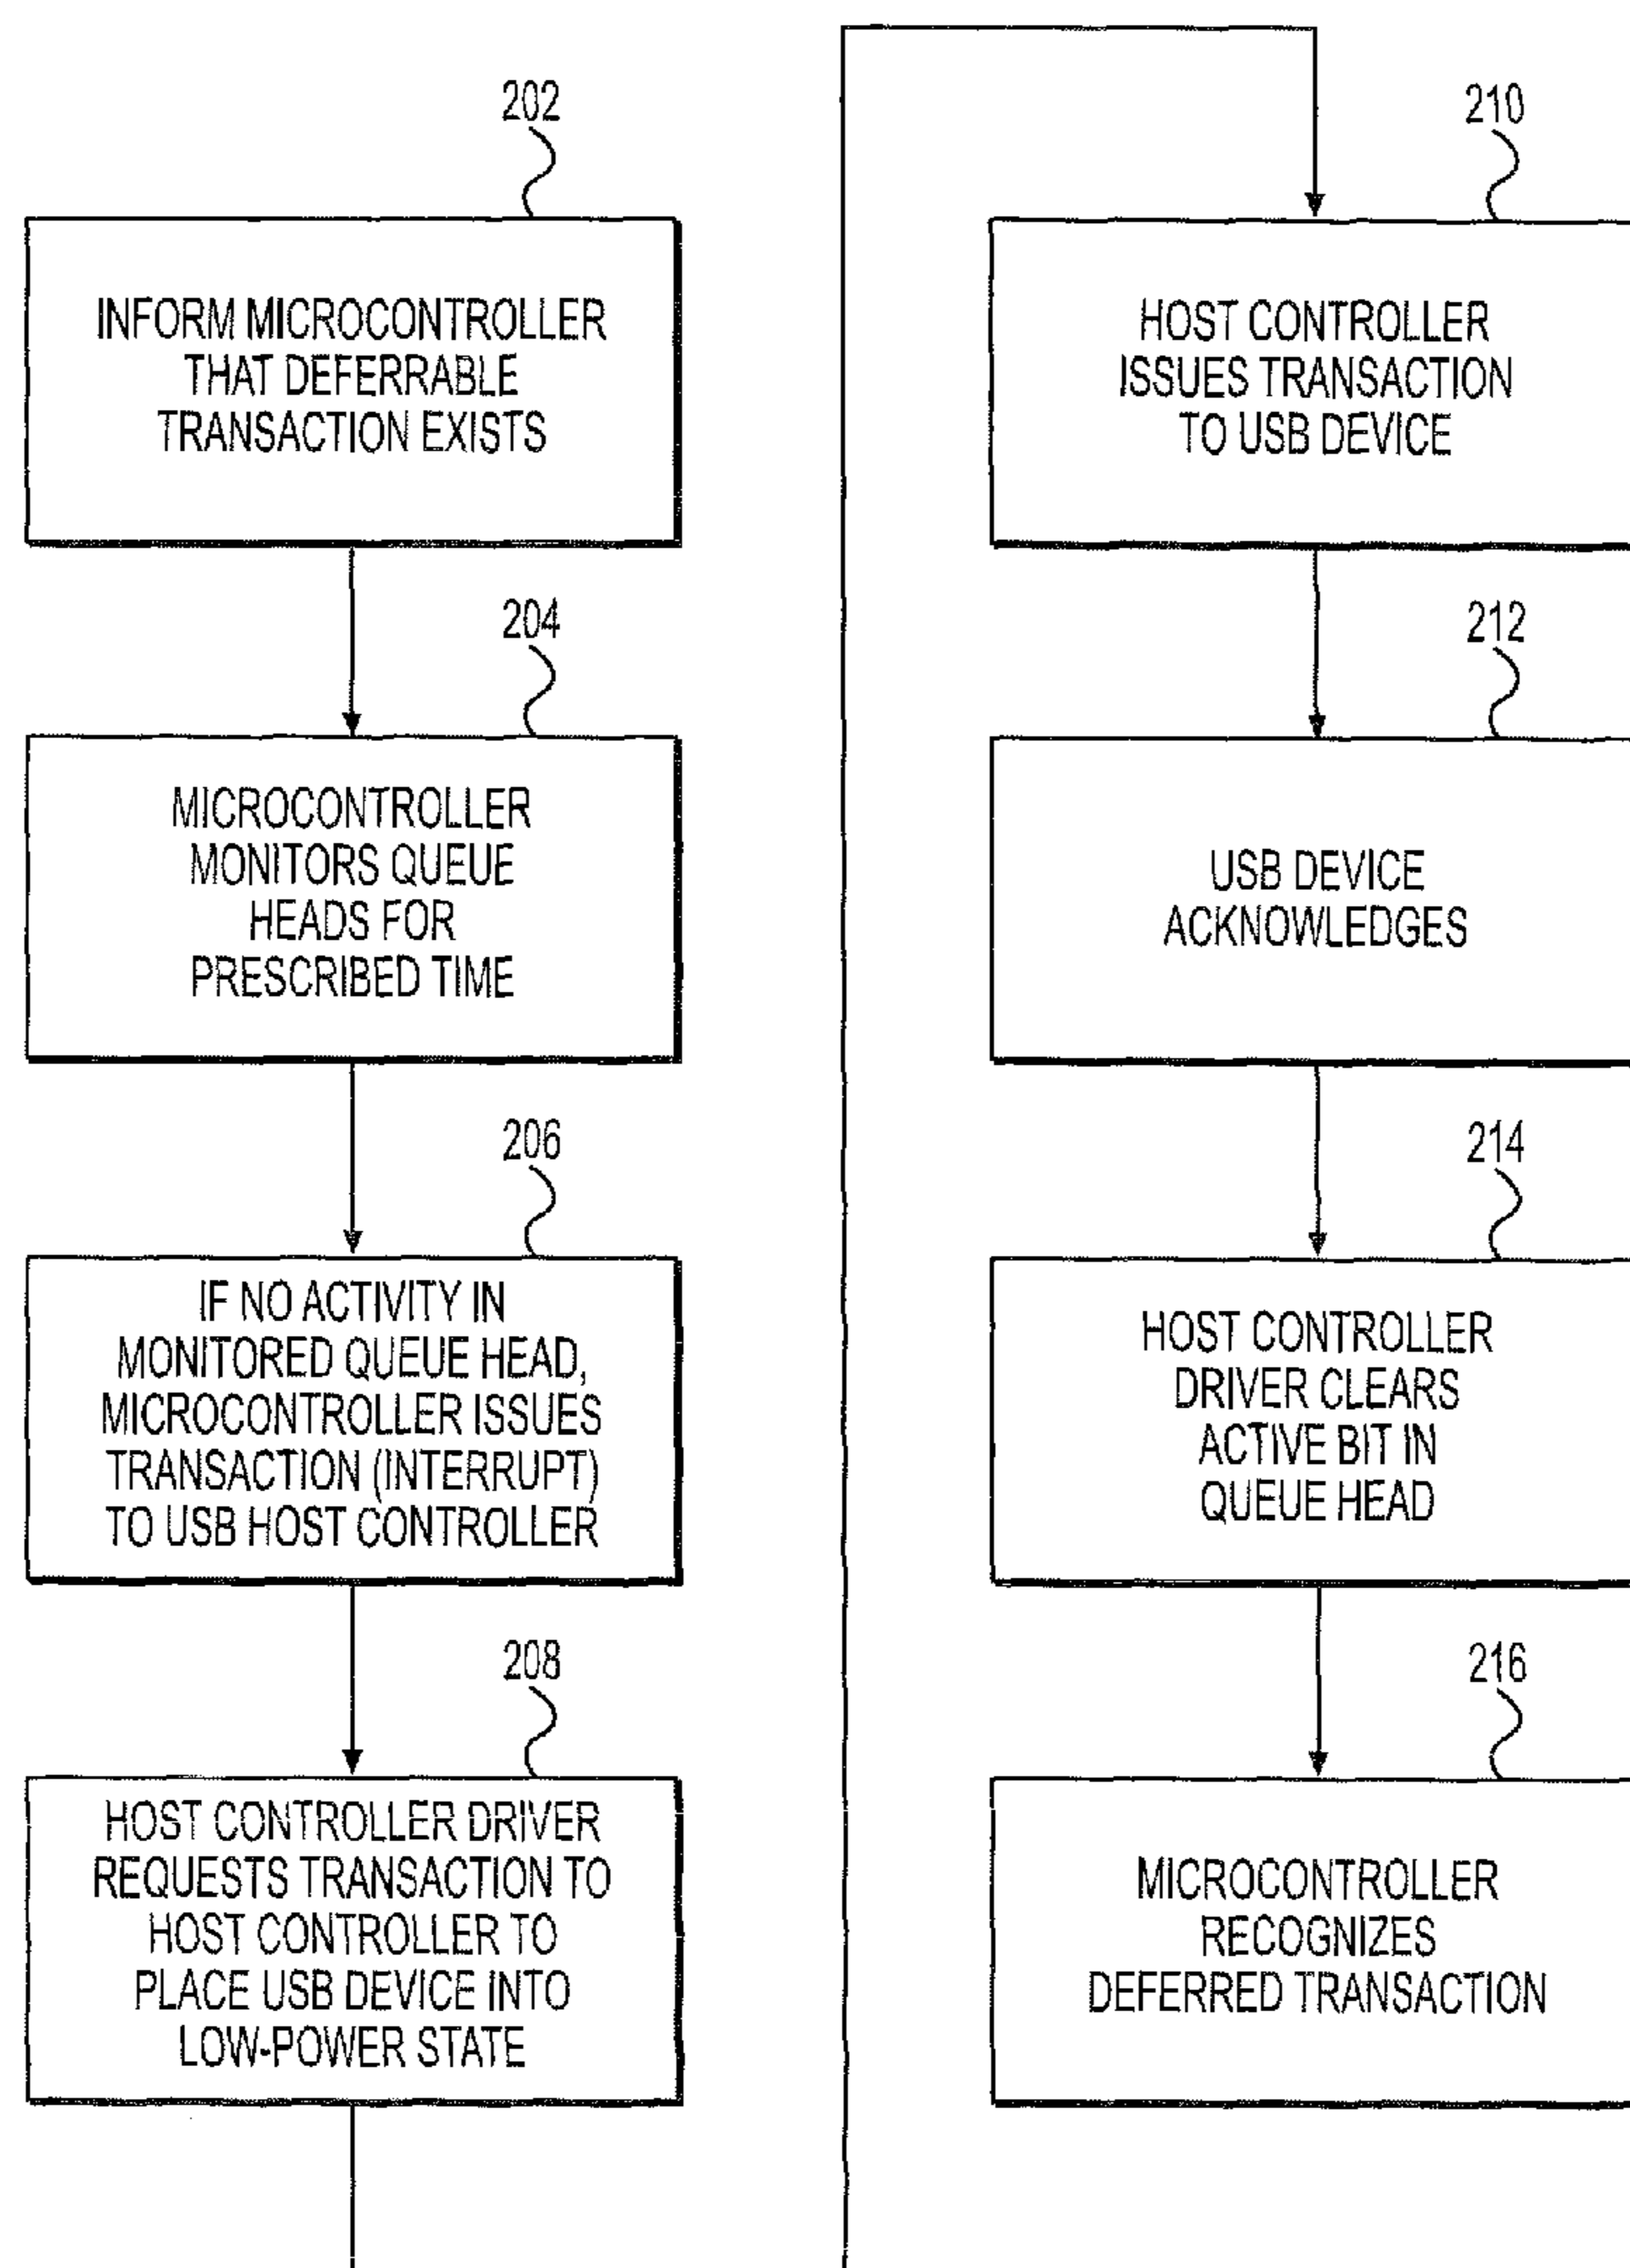 202
INFORM MICROCONTROLLER
THAT DEFERRABLE
TRANSACTION EXISTS
204
MICROCONTROLLER
MONITORS QUEUE
HEADS FOR
PRESCRIBED TIME
206
IF NO ACTIVITY IN
MONITORED QUEUE HEAD,
MICROCONTROLLER ISSUES
TRANSACTION (INTERRUPT)
TO USB HOST CONTROLLER
208
HOST CONTROLLER DRIVER
REQUESTS TRANSACTION TO
HOST CONTROLLER TO
PLACE USB DEVICE INTO
LOW-POWER STATE
210
HOST CONTROLLER
ISSUES TRANSACTION
TO USB DEVICE
212
USB DEVICE
ACKNOWLEDGES
214
HOST CONTROLLER
DRIVER CLEARS
ACTIVE BIT IN
QUEUE HEAD
216
MICROCONTROLLER
RECOGNIZES
DEFERRED TRANSACTION